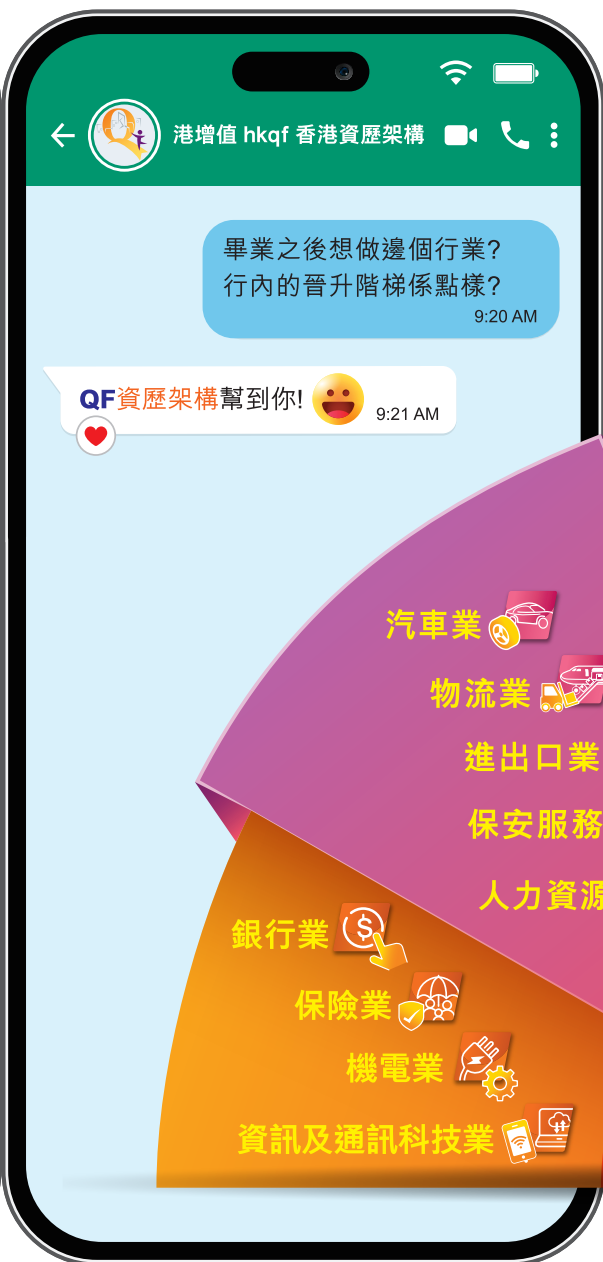 港增值 hkqf 香港資歷架構
畢業之後想做邊個行業?
行內的晉升階梯係點樣?
9:20 AM
QF資歷架構幫到你!
9:21 AM
汽車業
物流業
進出口業
保安服務
人力資源
銀行業
保險業
機電業
資訊及通訊科技業